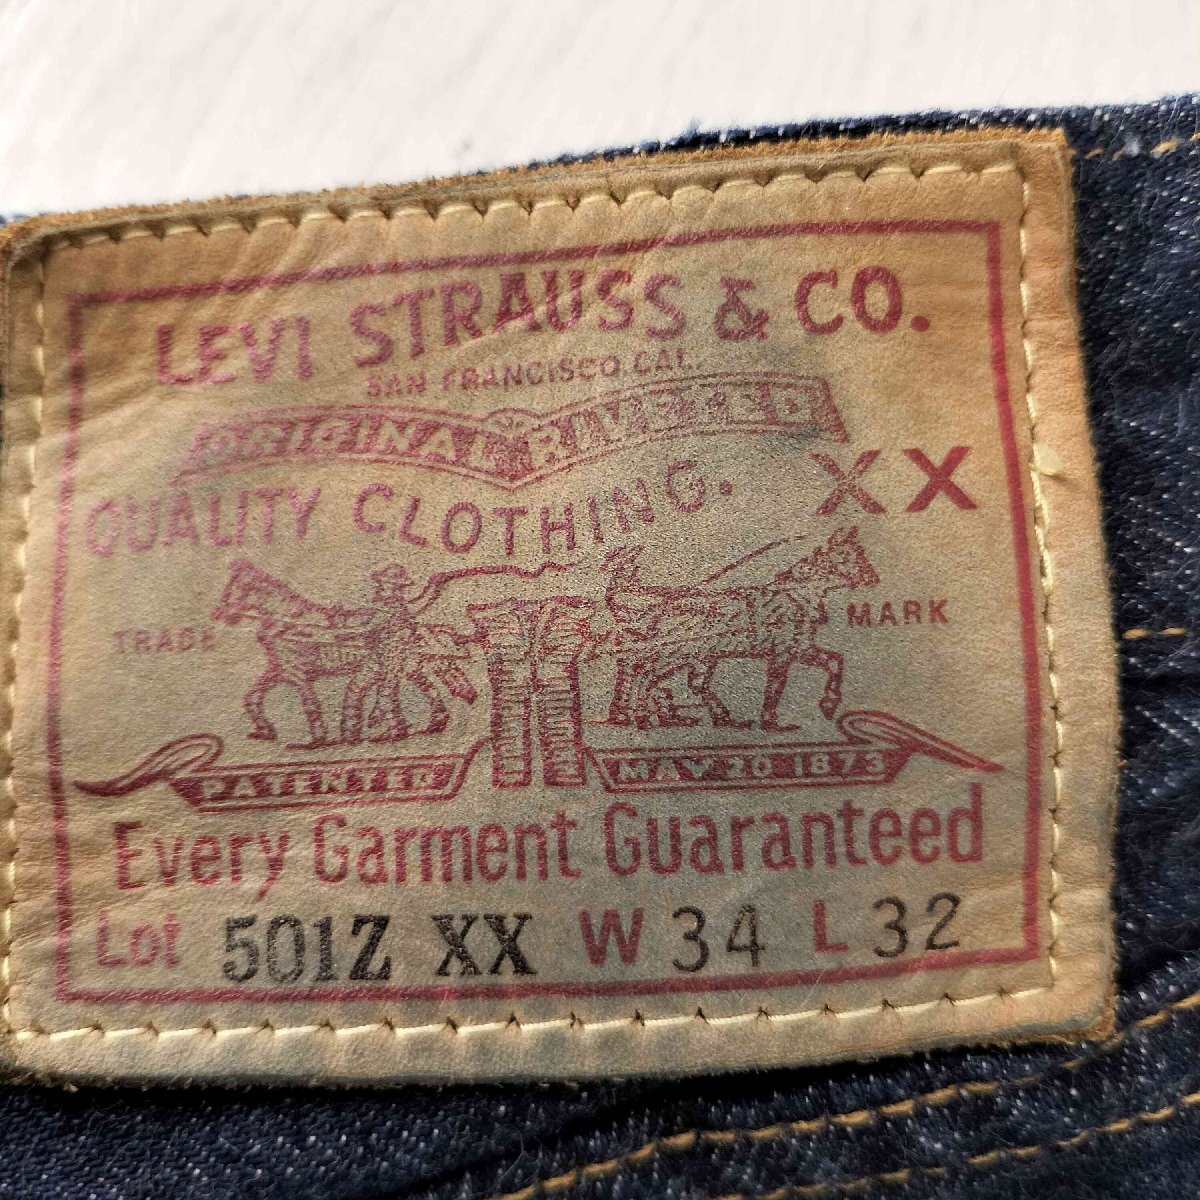 LEVI STRAUSS & CO.
SAN FRANCISCO CAL.
ORIGINAL RIVETED
QUALITY CLOTHING. XX
TRADE MARK
PATENTED MAY 20 1873
Every Garment Guaranteed
Lot 501Z XX W 34 L 32